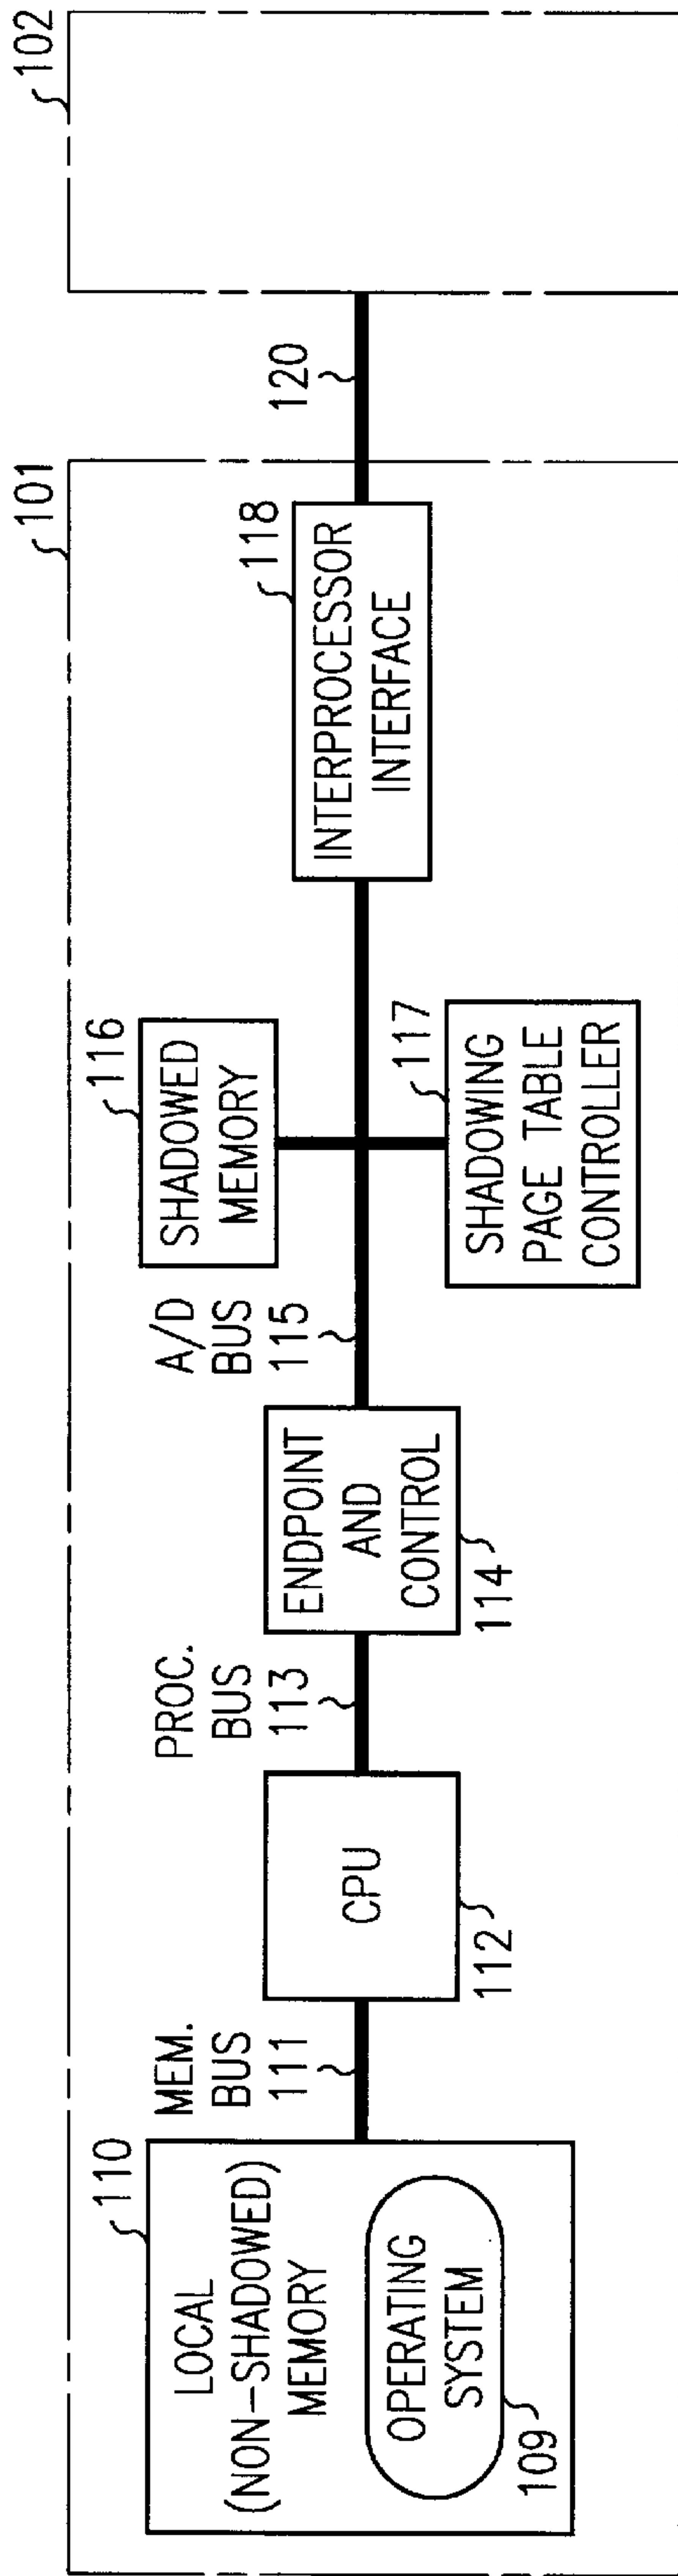 101
102
110
LOCAL
(NON-SHADOWED)
MEMORY
OPERATING
SYSTEM
109
MEM.
BUS
111
CPU
112
PROC.
BUS
113
ENDPOINT
AND
CONTROL
114
A/D
BUS
115
116
SHADOWED
MEMORY
117
SHADOWING
PAGE TABLE
CONTROLLER
118
INTERPROCESSOR
INTERFACE
120